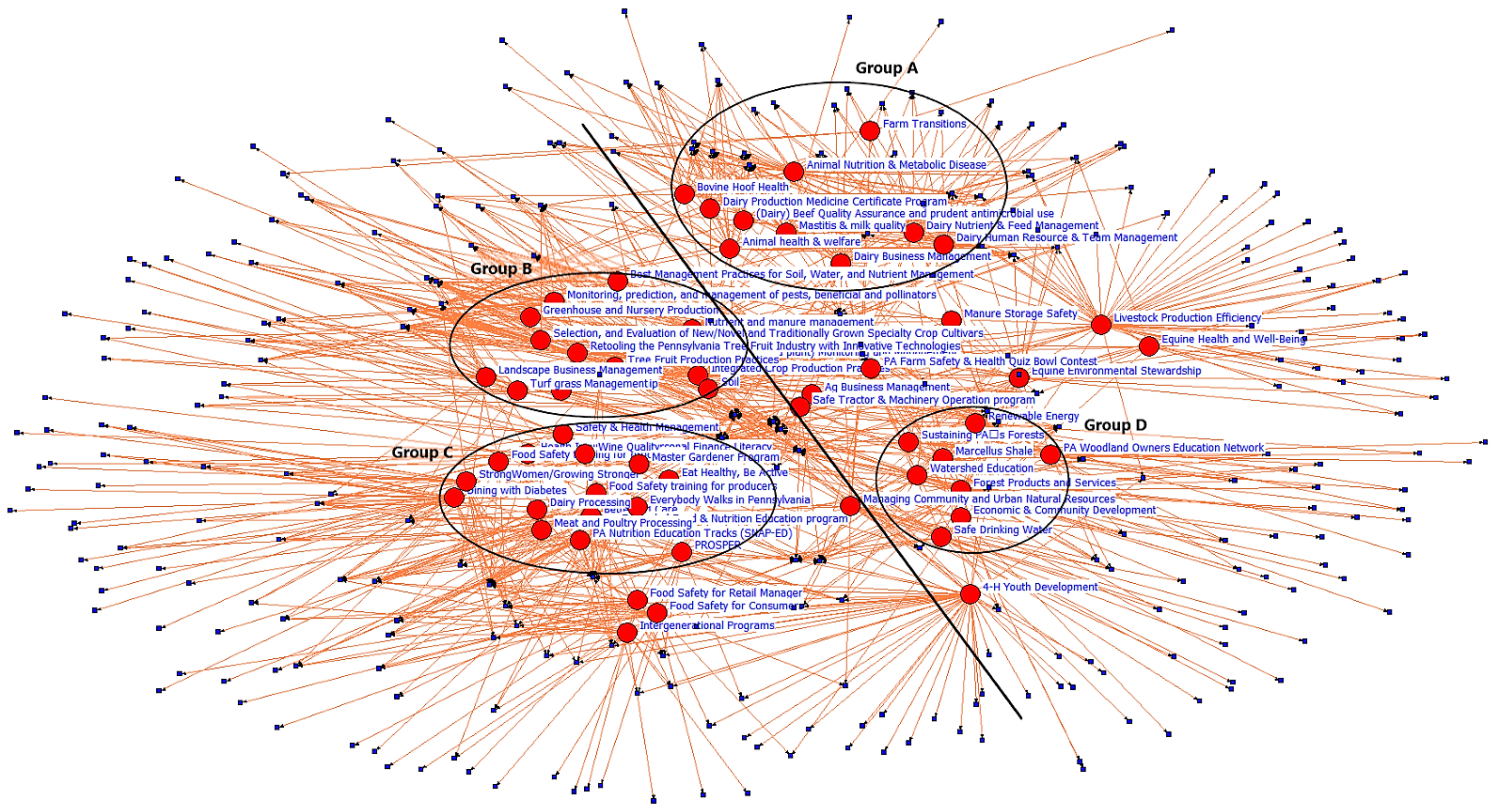 Group A
Farm Transitions
Animal Nutrition & Metabolic Disease
Bovine Hoof Health
Dairy Production Medicine Certificate Program
(Dairy) Beef Quality Assurance and prudent antimicrobial use
Mastitis & milk quality
Dairy Nutrient & Feed Management
Dairy Human Resource & Team Management
Animal health & welfare
Dairy Business Management
Group B
Best Management Practices for Soil, Water, and Nutrient Management
Monitoring, prediction, and management of pests, beneficial and pollinators
Greenhouse and Nursery Production
Manure Storage Safety
Livestock Production Efficiency
Nutrient and manure management
Selection, and Evaluation of New/Novel and Traditionally Grown Specialty Crop Cultivars
Equine Health and Well-Being
Retooling the Pennsylvania Tree Fruit Industry with Innovative Technologies
Tree Fruit Production Practices
PA Farm Safety & Health Quiz Bowl Contest
Integrated Crop Production Practices
Equine Environmental Stewardship
Landscape Business Management
Turf grass Management
Soil
Ag Business Management
Safe Tractor & Machinery Operation program
Renewable Energy
Group D
Safety & Health Management
Sustaining PA□s Forests
Group C
Wine Quality
Finance Literacy
PA Woodland Owners Education Network
Marcellus Shale
Food Safety
Master Gardener Program
Watershed Education
StrongWomen/Growing Stronger
Eat Healthy, Be Active
Forest Products and Services
Dining with Diabetes
Food Safety training for producers
Dairy Processing
Everybody Walks in Pennsylvania
Managing Community and Urban Natural Resources
Care
Economic & Community Development
Meat and Poultry Processing
& Nutrition Education program
PA Nutrition Education Tracks (SNAP-ED)
Safe Drinking Water
PROSPER
4-H Youth Development
Food Safety for Retail Manager
Food Safety for Consumers
Intergenerational Programs